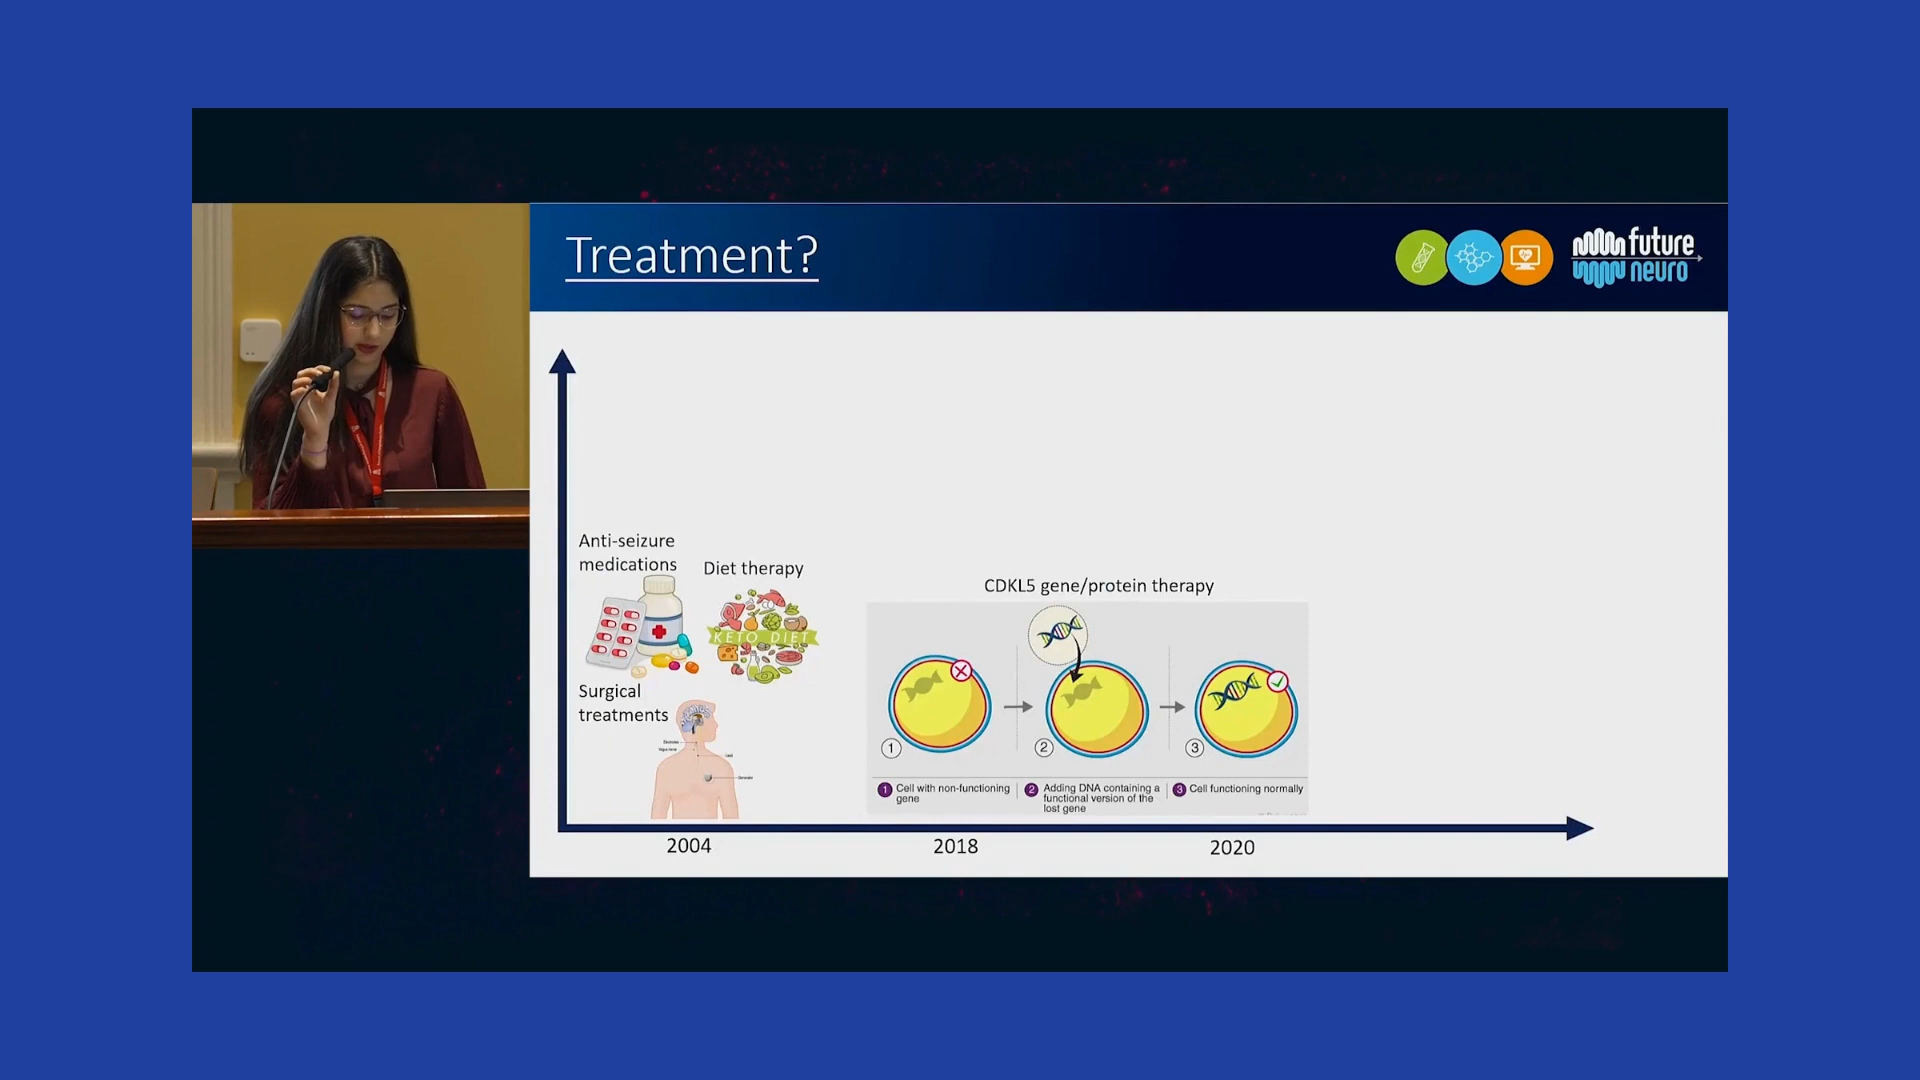 Treatment?
future
neuro
Anti-seizure
medications
Diet therapy
KETO DIET
Surgical
treatments
CDKL5 gene/protein therapy
1
2
3
1 Cell with non-functioning
gene
2 Adding DNA containing a
functional version of the
lost gene
3 Cell functioning normally
2004
2018
2020